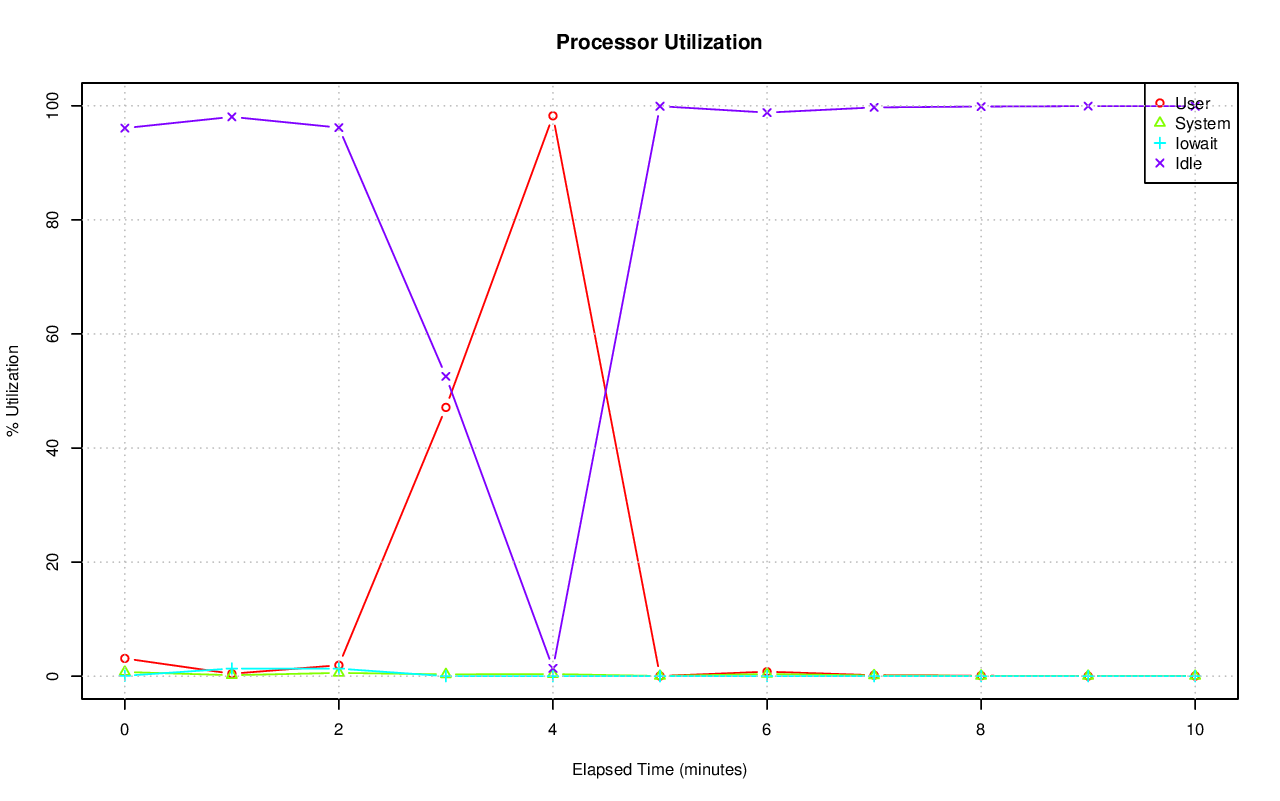 Processor Utilization
100
80
60
40
20
0
% Utilization
User
System
Iowait
Idle
0 2 4 6 8 10
Elapsed Time (minutes)